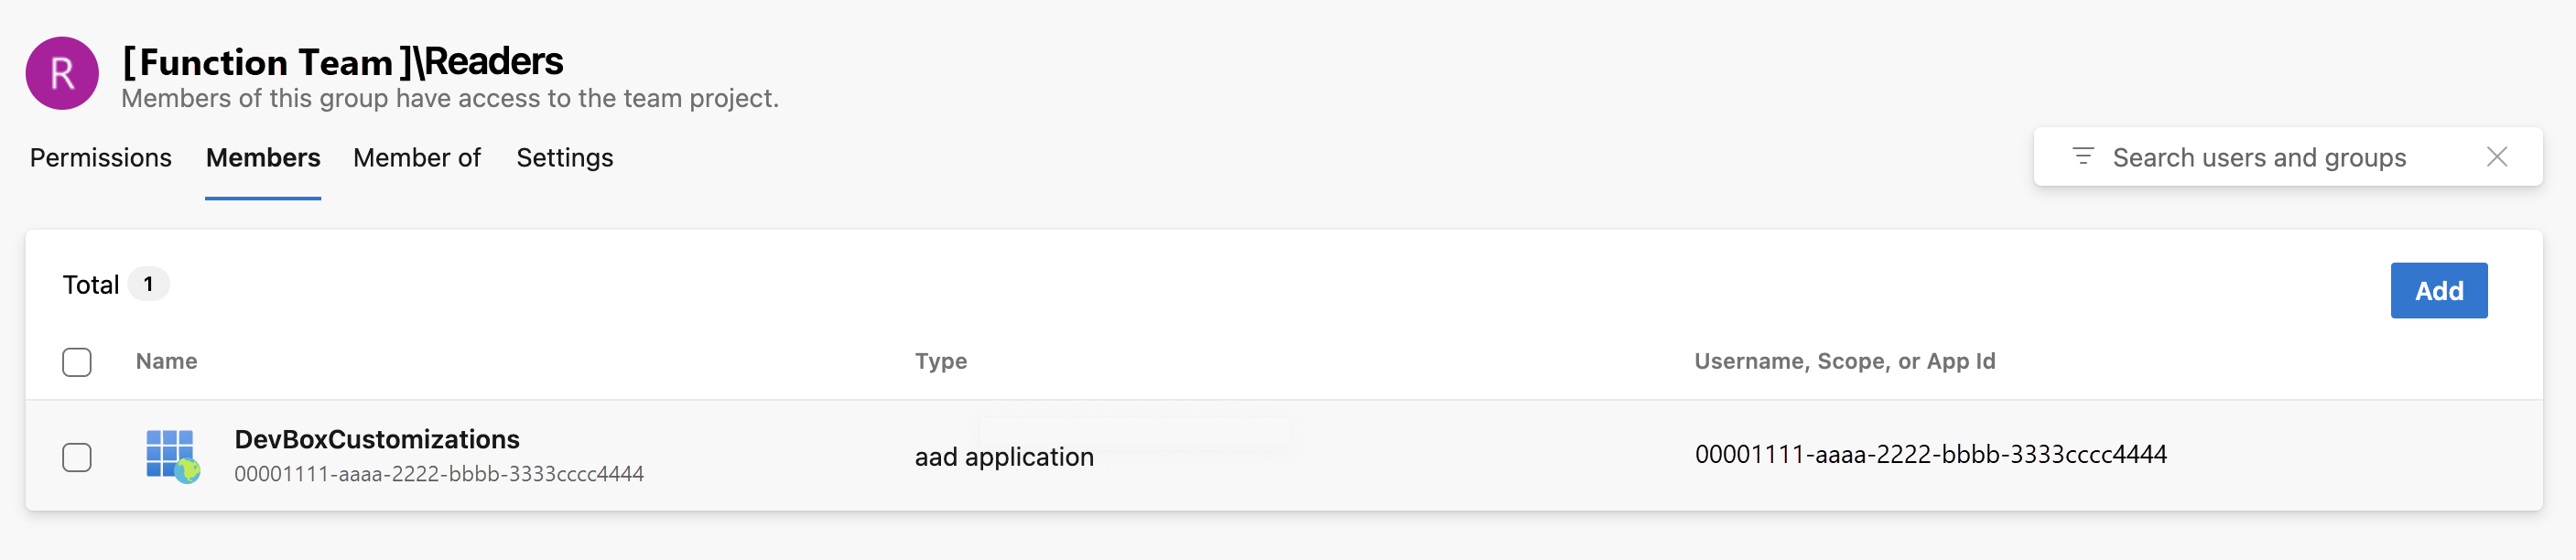 R
[Function Team]\Readers
Members of this group have access to the team project.
Permissions Members Member of Settings
Search users and groups
Total 1
Add
Name Type Username, Scope, or App Id
DevBoxCustomizations
00001111-aaaa-2222-bbbb-3333cccc4444
aad application
00001111-aaaa-2222-bbbb-3333cccc4444